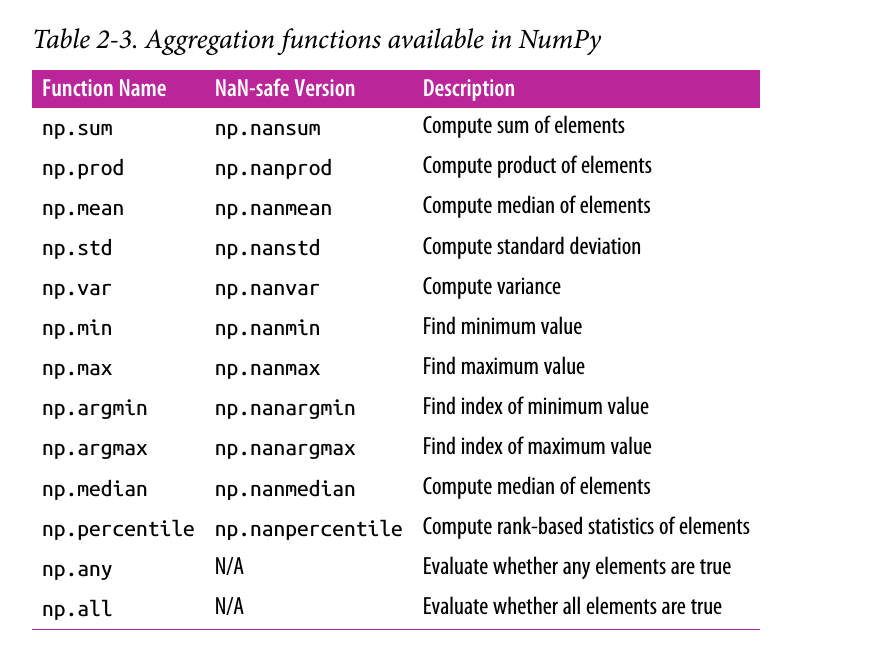 Table 2-3. Aggregation functions available in NumPy
Function Name NaN-safe Version Description
np.sum np.nansum Compute sum of elements
np.prod np.nanprod Compute product of elements
np.mean np.nanmean Compute median of elements
np.std np.nanstd Compute standard deviation
np.var np.nanvar Compute variance
np.min np.nanmin Find minimum value
np.max np.nanmax Find maximum value
np.argmin np.nanargmin Find index of minimum value
np.argmax np.nanargmax Find index of maximum value
np.median np.nanmedian Compute median of elements
np.percentile np.nanpercentile Compute rank-based statistics of elements
np.any N/A Evaluate whether any elements are true
np.all N/A Evaluate whether all elements are true